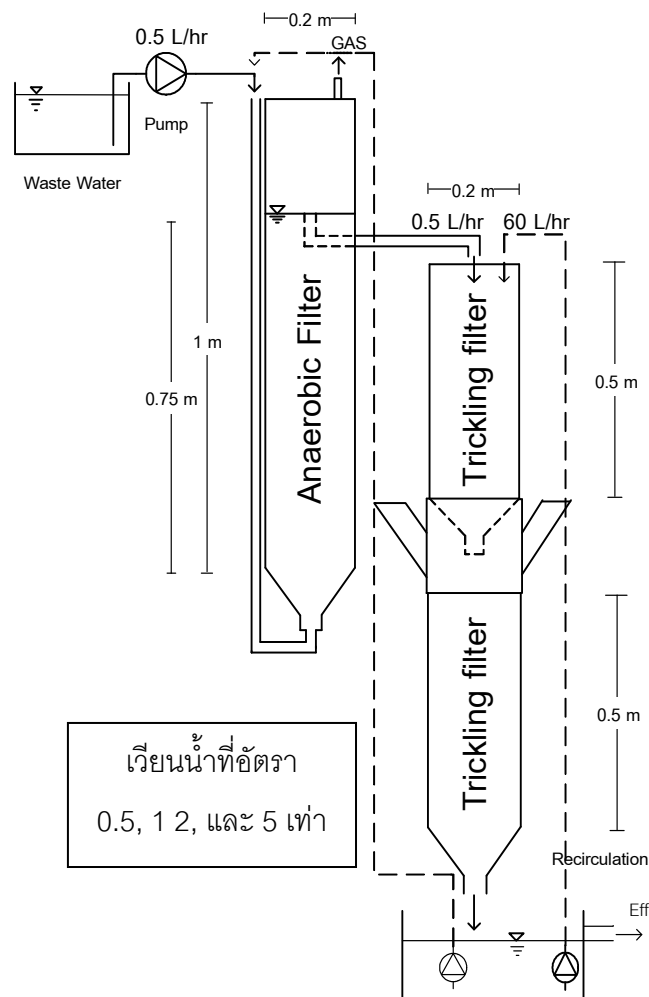 0.2 m
0.5 L/hr
GAS
Pump
Waste Water
0.2 m
0.5 L/hr
60 L/hr
Anaerobic Filter
1 m
0.75 m
Trickling filter
0.5 m
Trickling filter
0.5 m
เวียนน้ำที่อัตรา
0.5, 1 2, และ 5 เท่า
Recirculation
Eff